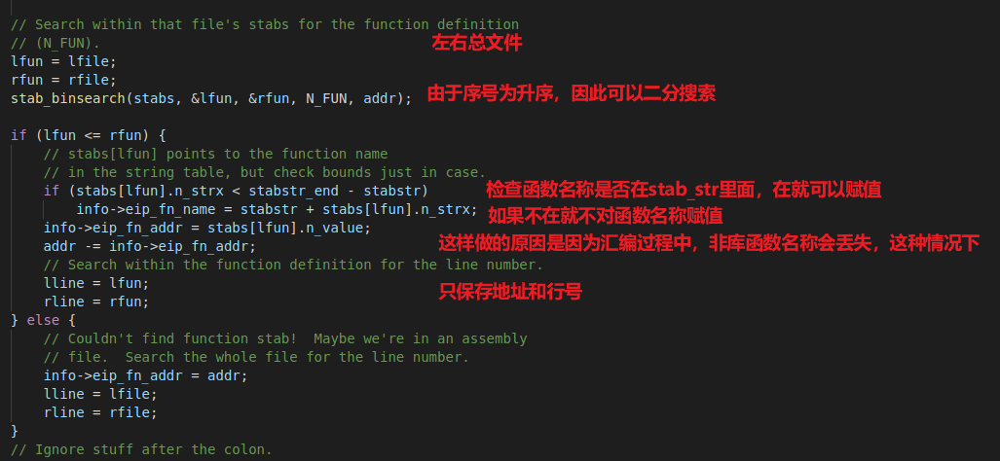 // Search within that file's stabs for the function definition
// (N_FUN).
左右总文件
lfun = lfile;
rfun = rfile;
stab_binsearch(stabs, &lfun, &rfun, N_FUN, addr);
由于序号为升序，因此可以二分搜索
if (lfun <= rfun) {
// stabs[lfun] points to the function name
// in the string table, but check bounds just in case.
if (stabs[lfun].n_strx < stabstr_end - stabstr)
检查函数名称是否在stab_str里面，在就可以赋值
info->eip_fn_name = stabstr + stabs[lfun].n_strx;
如果不在就不对函数名称赋值
info->eip_fn_addr = stabs[lfun].n_value;
addr -= info->eip_fn_addr;
这样做的原因是因为汇编过程中，非库函数名称会丢失，这种情况下
// Search within the function definition for the line number.
lline = lfun;
只保存地址和行号
rline = rfun;
} else {
// Couldn't find function stab!  Maybe we're in an assembly
// file.  Search the whole file for the line number.
info->eip_fn_addr = addr;
lline = lfile;
rline = rfile;
}
// Ignore stuff after the colon.